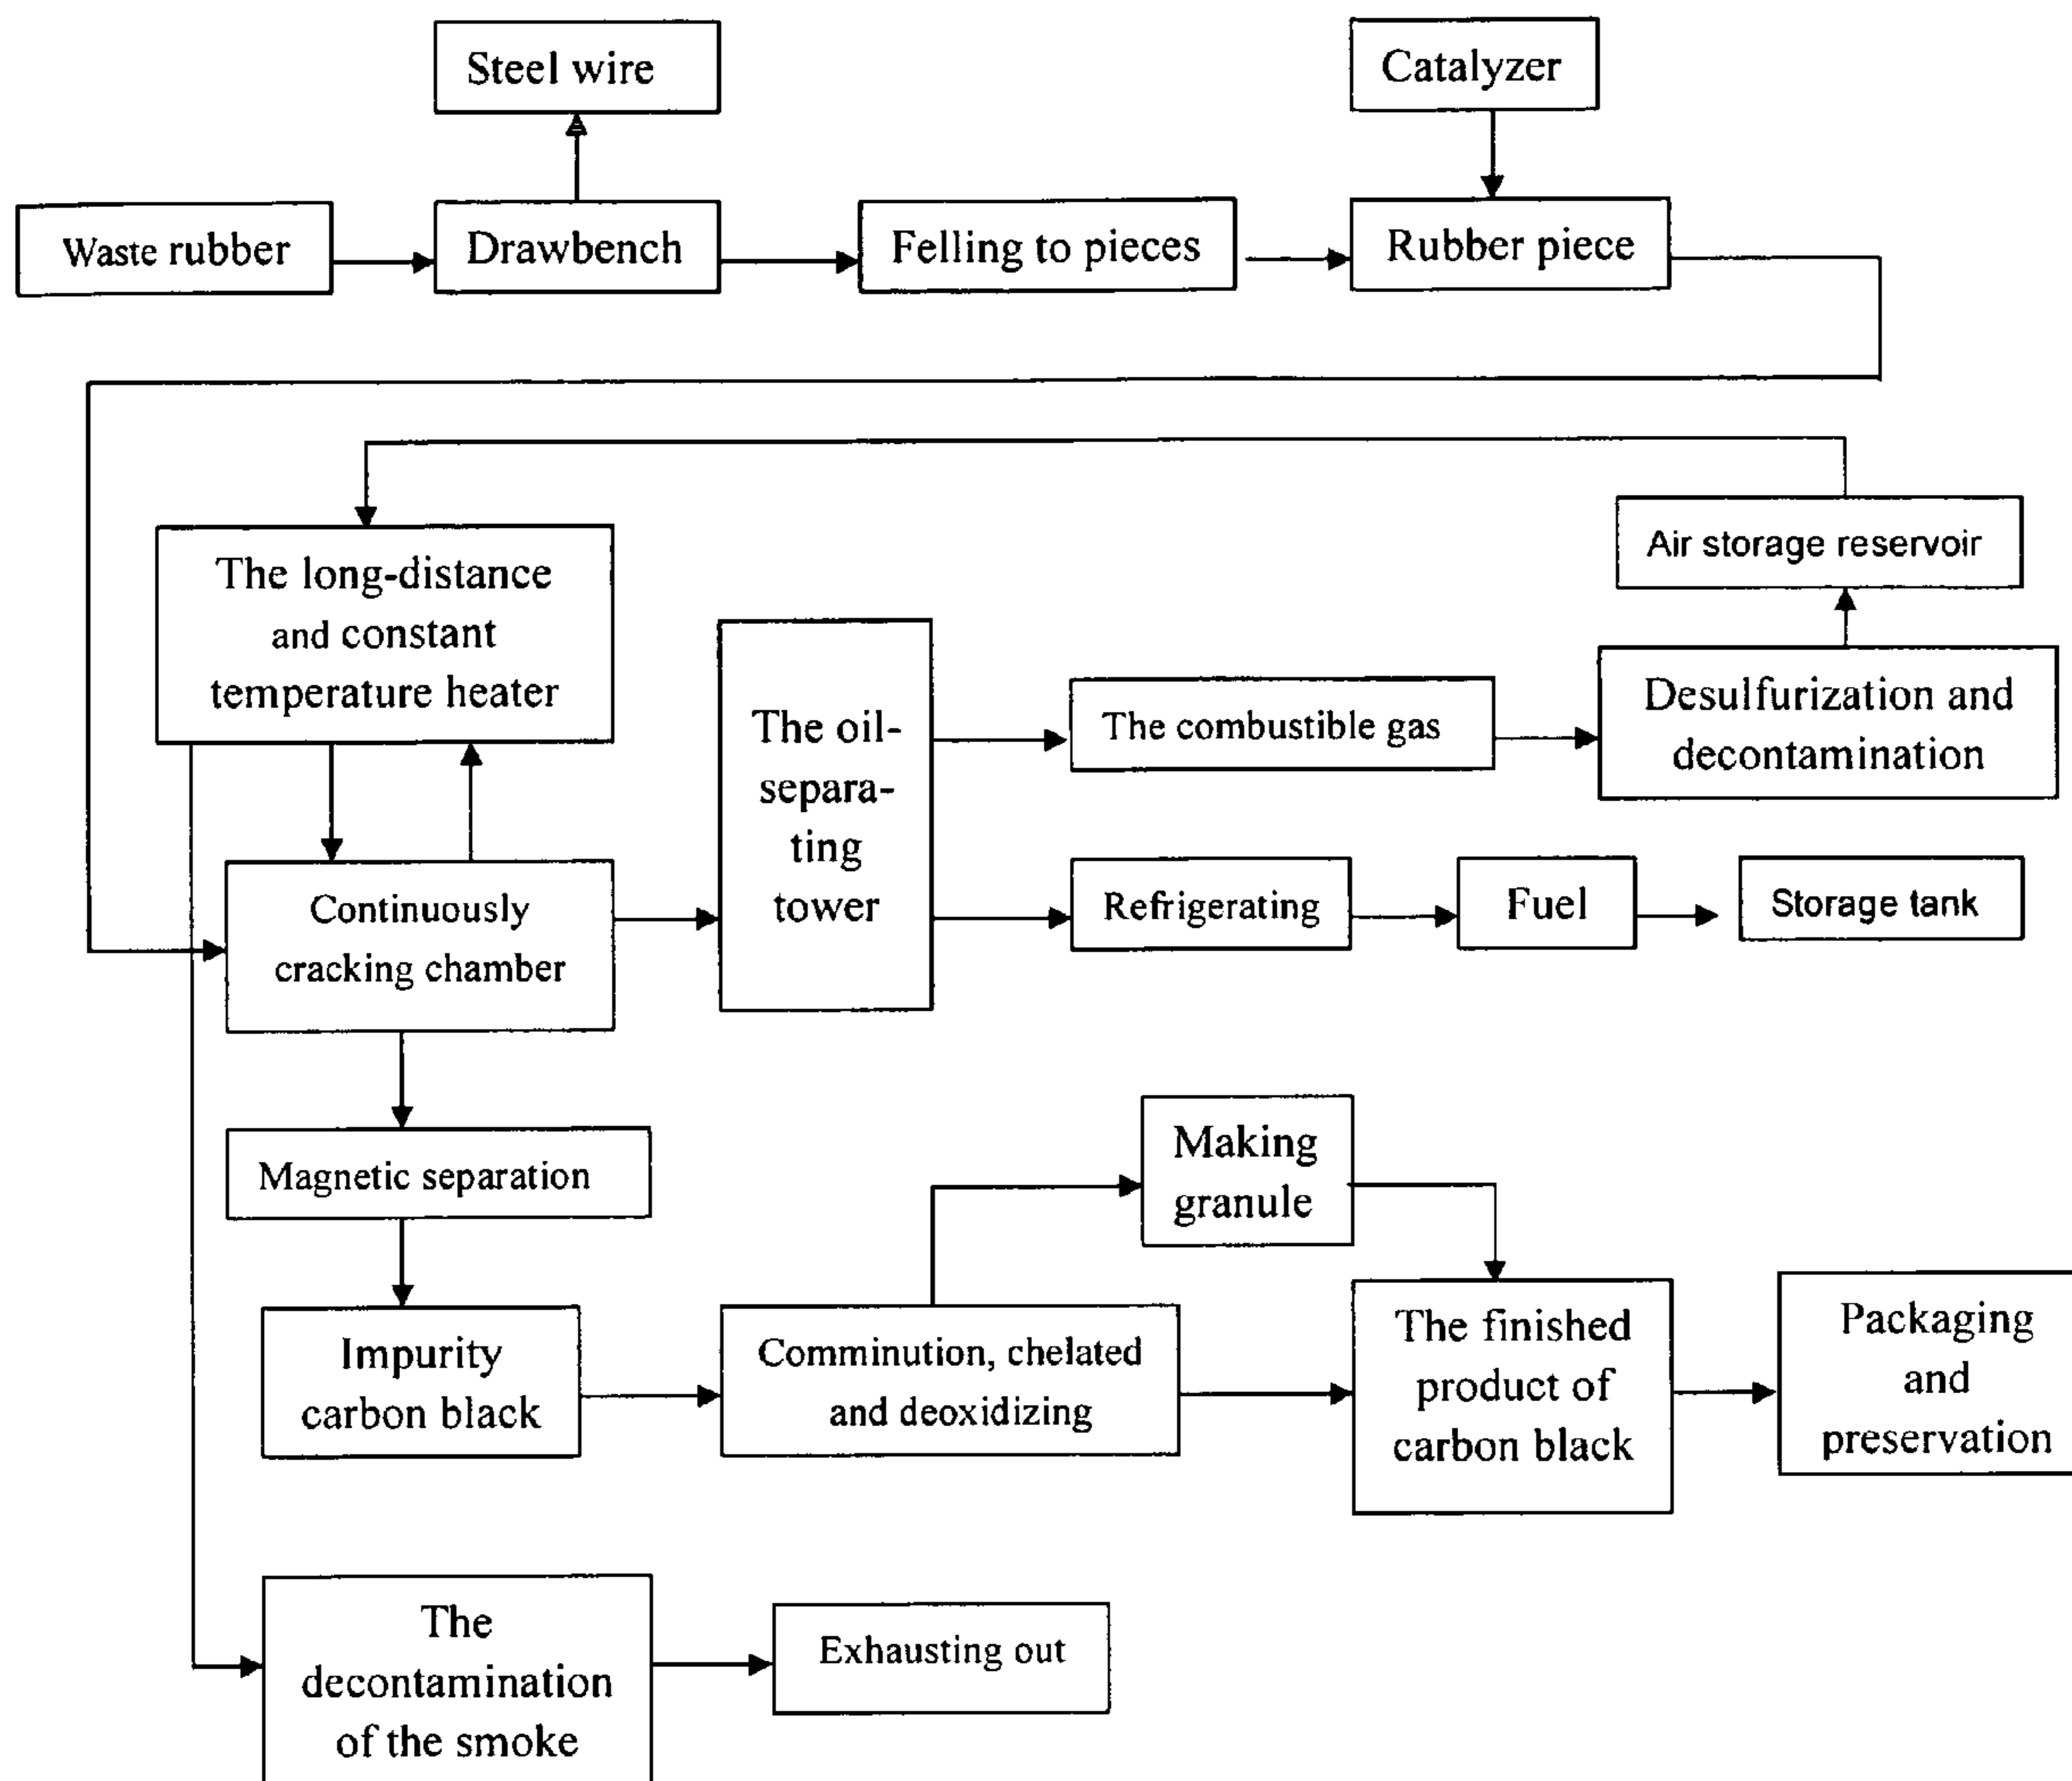 Steel wire
Catalyzer
Waste rubber
Drawbench
Felling to pieces
Rubber piece
Air storage reservoir
The long-distance
and constant
temperature heater
The oil-
separa-
ting
tower
The combustible gas
Desulfurization and
decontamination
Continuously
cracking chamber
Refrigerating
Fuel
Storage tank
Magnetic separation
Making
granule
Impurity
carbon black
Comminution, chelated
and deoxidizing
The finished
product of
carbon black
Packaging
and
preservation
The
decontamination
of the smoke
Exhausting out